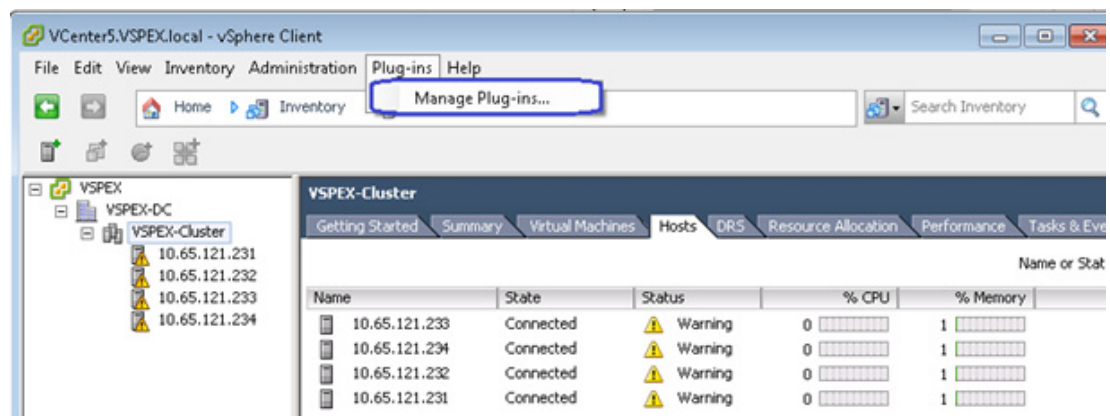 VCenter5.VSPEX.local - vSphere Client
File Edit View Inventory Administration Plug-ins Help
Manage Plug-ins...
Home Inventory
Search Inventory
VSPEX
VSPEX-DC
VSPEX-Cluster
10.65.121.231
10.65.121.232
10.65.121.233
10.65.121.234
VSPEX-Cluster
Getting Started Summary Virtual Machines Hosts DRS Resource Allocation Performance Tasks & Eve
Name or Stat
Name State Status % CPU % Memory
10.65.121.233 Connected Warning 0 1
10.65.121.234 Connected Warning 0 1
10.65.121.232 Connected Warning 0 1
10.65.121.231 Connected Warning 0 1